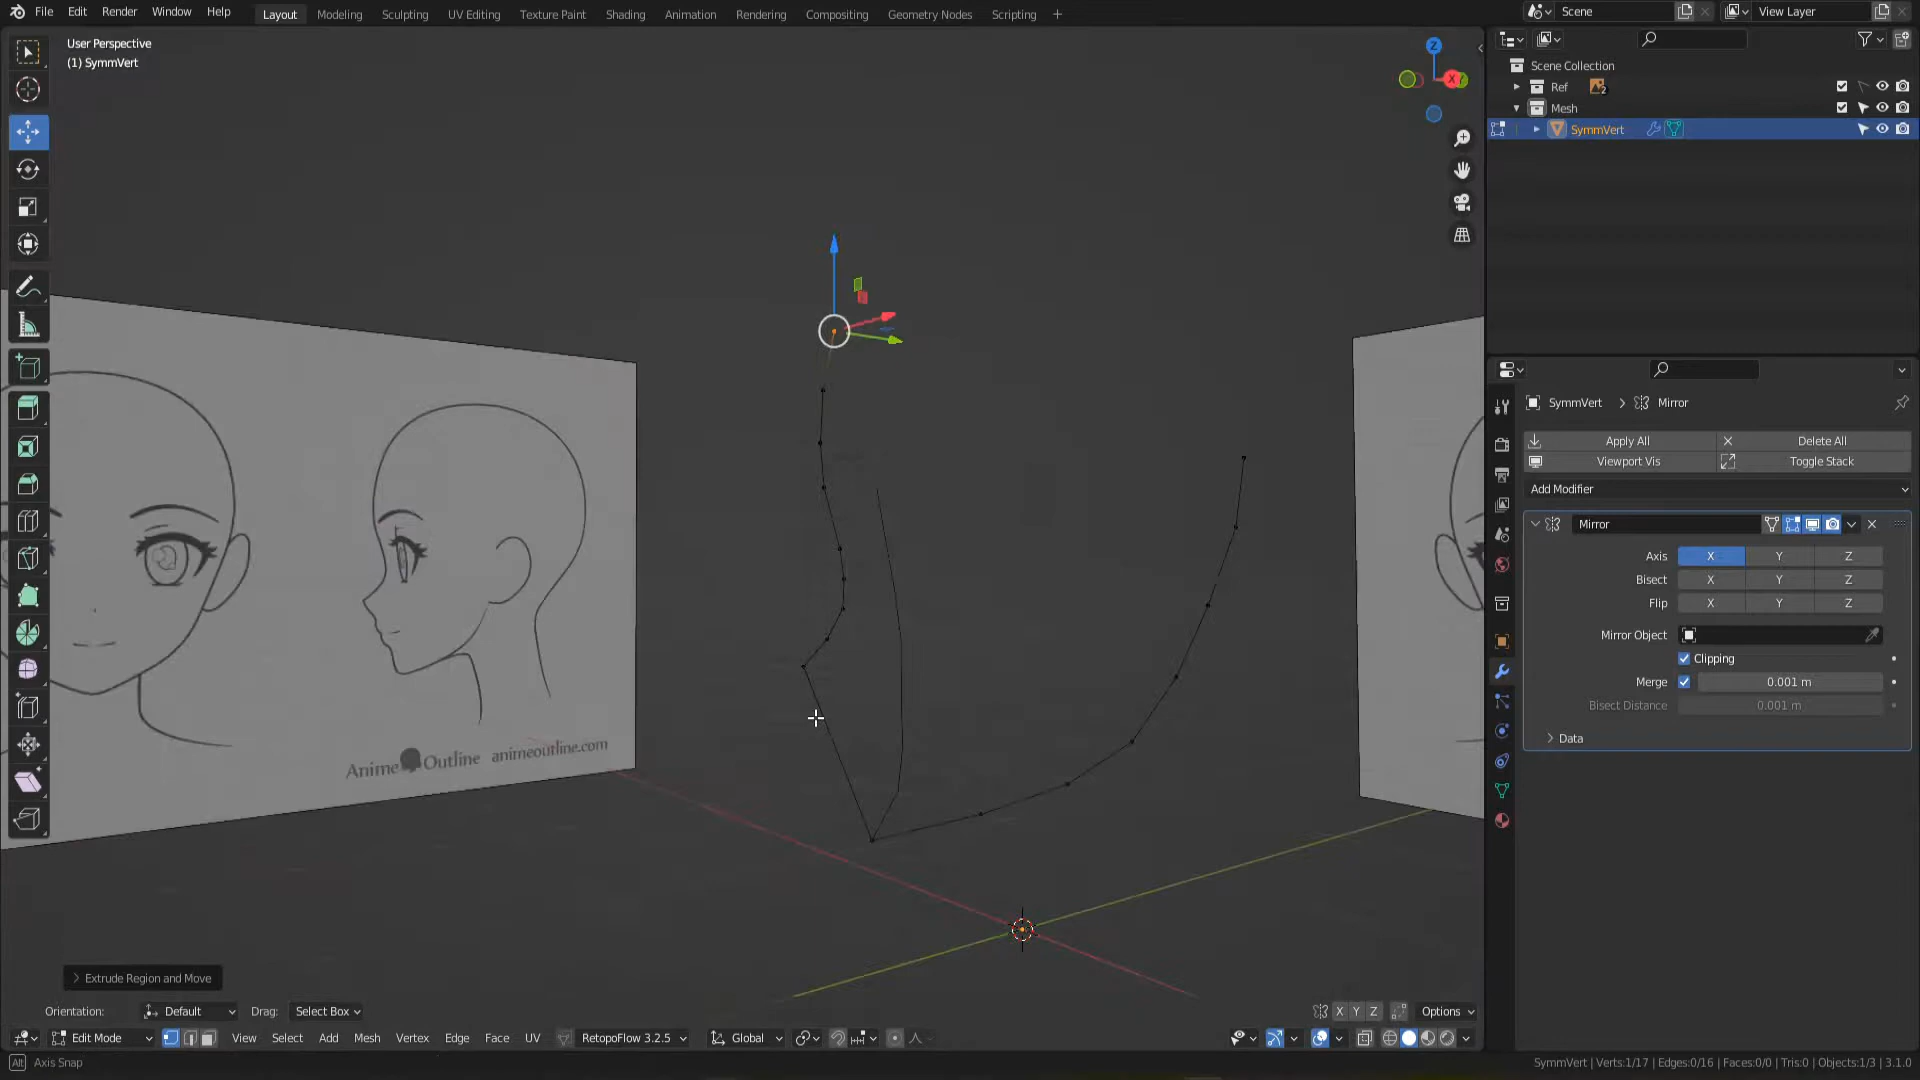 File Edit Render Window Help
Layout Modeling Sculpting UV Editing Texture Paint Shading Animation Rendering Compositing Geometry Nodes Scripting +
Scene
View Layer
User Perspective
(1) SymmVert
Z
X
Scene Collection
Ref 2
Mesh
SymmVert
SymmVert > Mirror
Apply All
Delete All
Viewport Vis
Toggle Stack
Add Modifier
Mirror
Axis X Y Z
Bisect X Y Z
Flip X Y Z
Mirror Object
Clipping
Merge 0.001 m
Bisect Distance 0.001 m
Data
Anime Outline animeoutline.com
Extrude Region and Move
Orientation: Default Drag: Select Box
X Y Z Options
Edit Mode View Select Add Mesh Vertex Edge Face UV RetopoFlow 3.2.5 Global
Alt Axis Snap
SymmVert | Verts:1/17 | Edges:0/16 | Faces:0/0 | Tris:0 | Objects:1/3 | 3.1.0